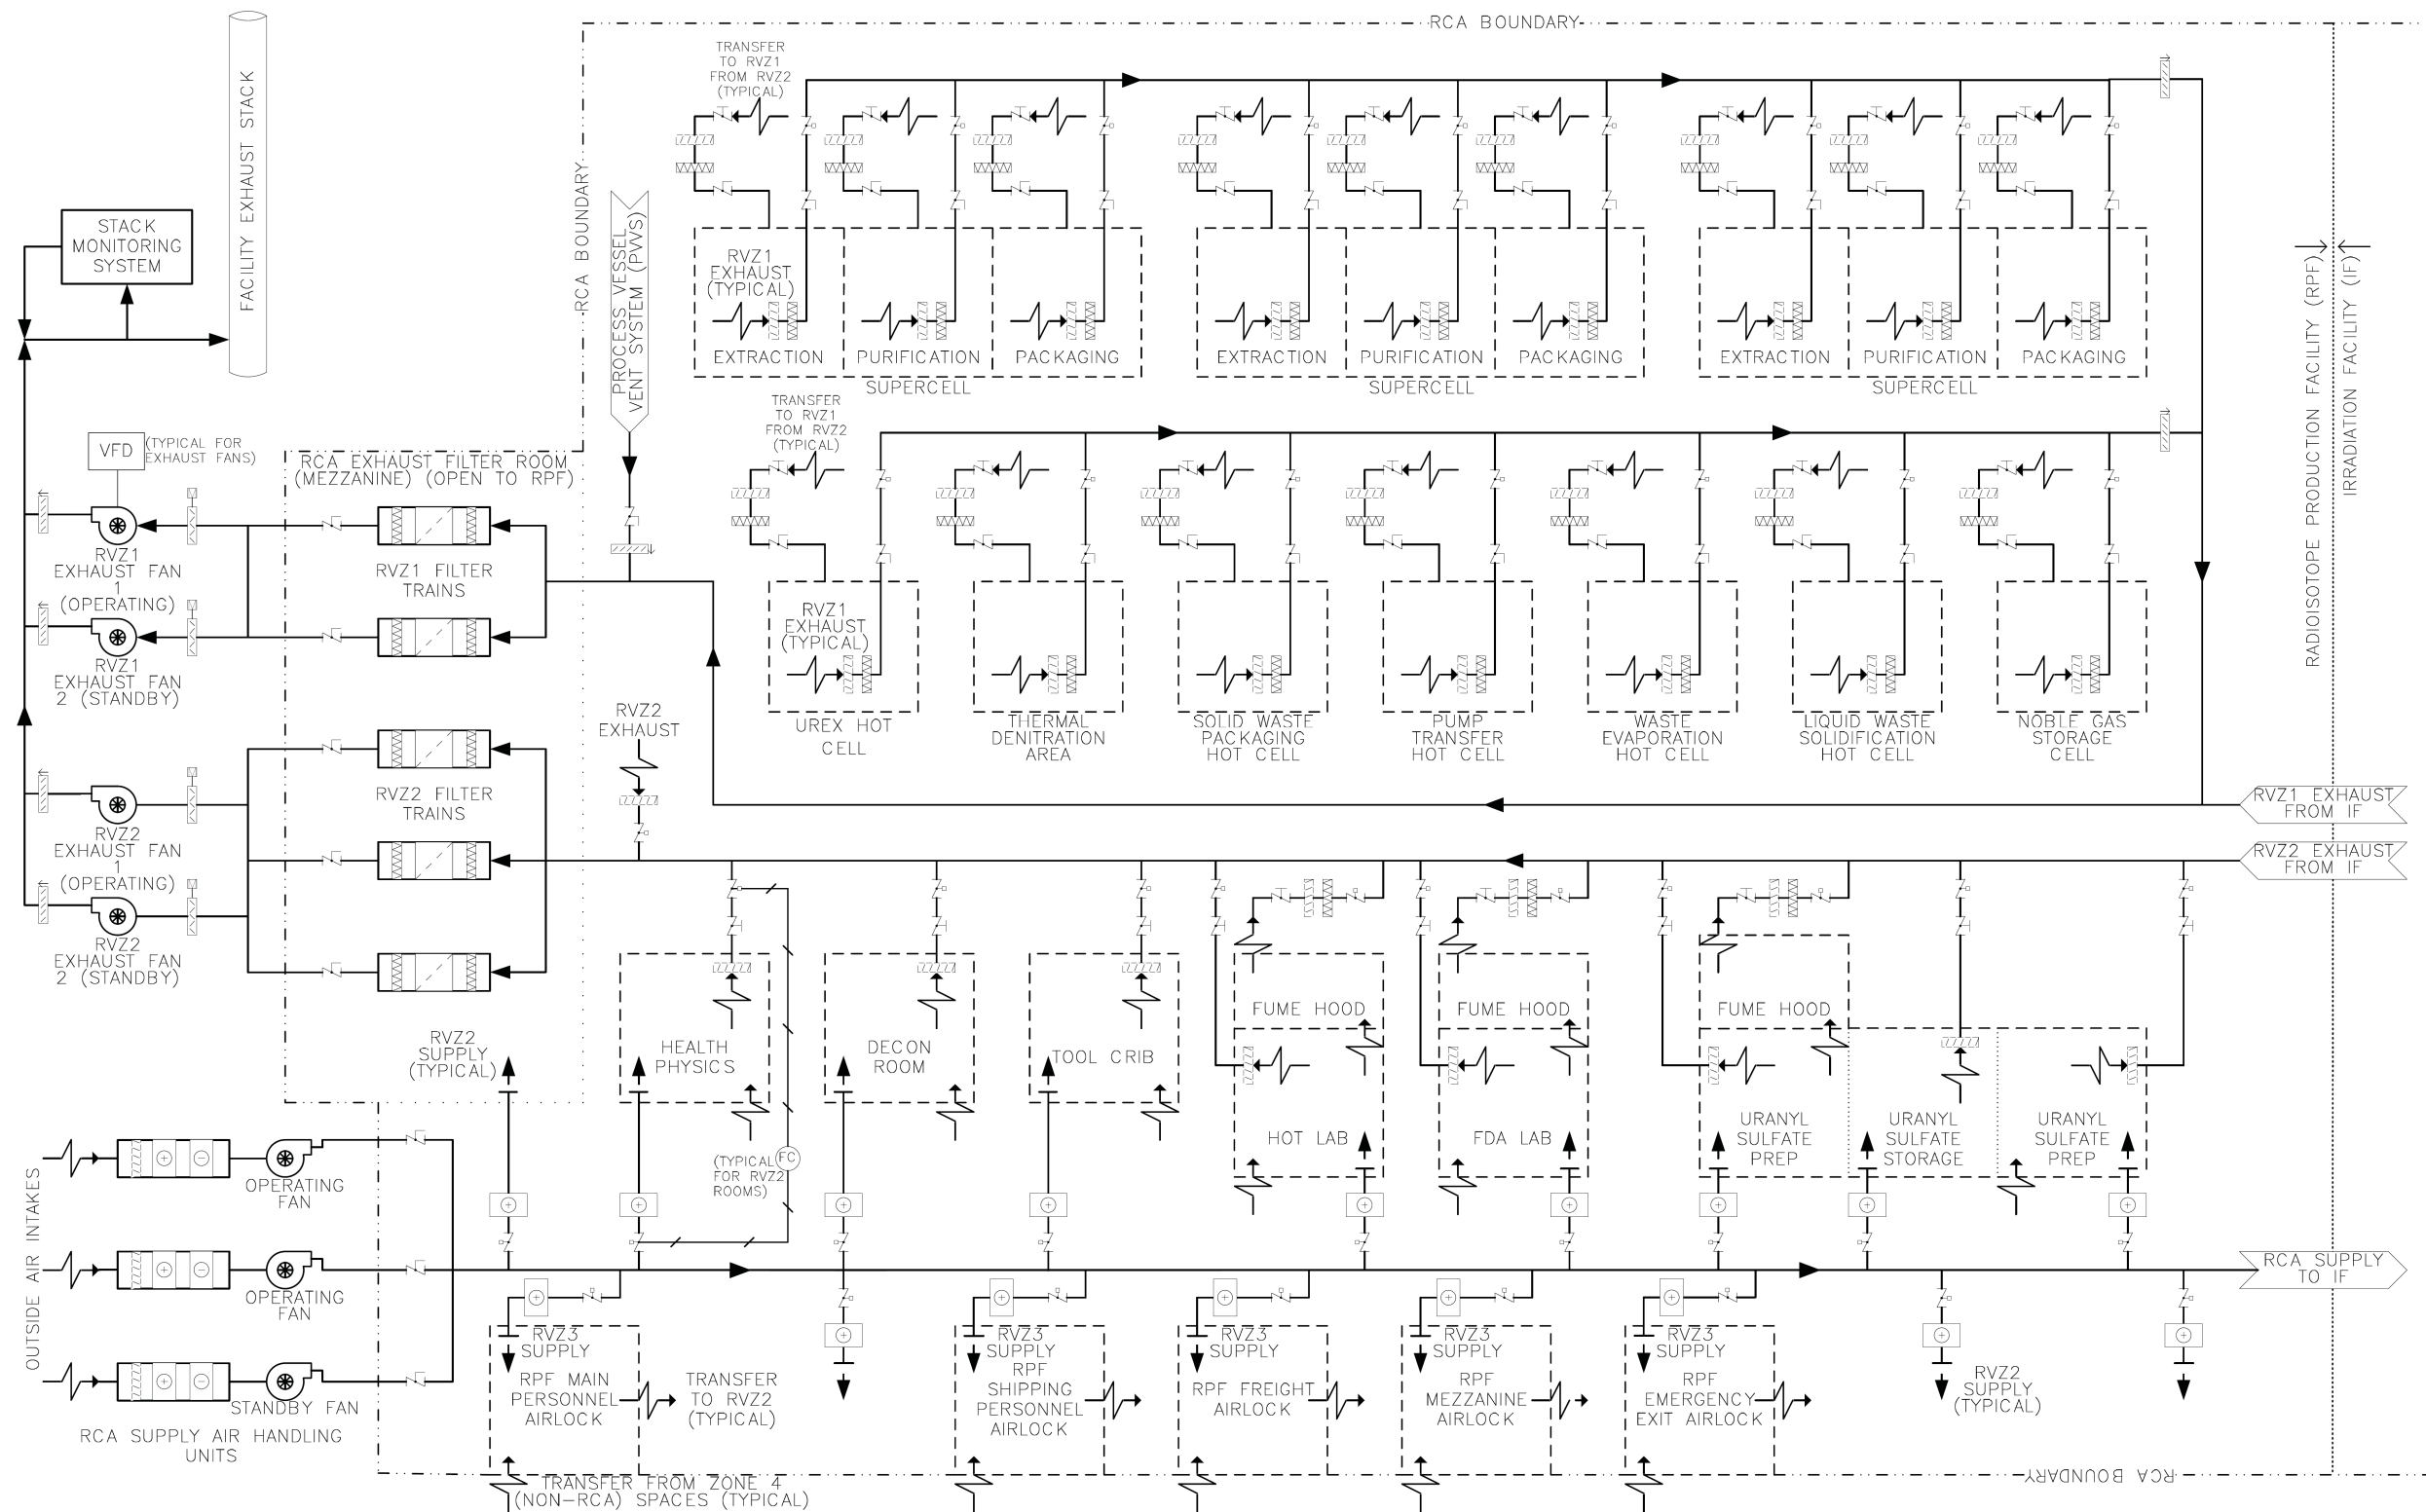 RCA BOUNDARY
TRANSFER
TO RVZ1
FROM RVZ2
(TYPICAL)
FACILITY EXHAUST STACK
RCA BOUNDARY
PROCESS VESSEL
VENT SYSTEM (PVVS)
STACK
MONITORING
SYSTEM
RVZ1
EXHAUST
(TYPICAL)
EXTRACTION
PURIFICATION
PACKAGING
SUPERCELL
EXTRACTION
PURIFICATION
PACKAGING
SUPERCELL
EXTRACTION
PURIFICATION
PACKAGING
SUPERCELL
RADIOISOTOPE PRODUCTION FACILITY (RPF)
IRRADIATION FACILITY (IF)
TRANSFER
TO RVZ1
FROM RVZ2
(TYPICAL)
VFD
(TYPICAL FOR
EXHAUST FANS)
RCA EXHAUST FILTER ROOM
(MEZZANINE) (OPEN TO RPF)
RVZ1
EXHAUST FAN
1
(OPERATING)
RVZ1 FILTER
TRAINS
RVZ1
EXHAUST FAN
2 (STANDBY)
RVZ1
EXHAUST
(TYPICAL)
UREX HOT
CELL
THERMAL
DENITRATION
AREA
SOLID WASTE
PACKAGING
HOT CELL
PUMP
TRANSFER
HOT CELL
WASTE
EVAPORATION
HOT CELL
LIQUID WASTE
SOLIDIFICATION
HOT CELL
NOBLE GAS
STORAGE
CELL
RVZ2
EXHAUST
RVZ2 FILTER
TRAINS
RVZ1 EXHAUST
FROM IF
RVZ2 EXHAUST
FROM IF
RVZ2
EXHAUST FAN
1
(OPERATING)
RVZ2
EXHAUST FAN
2 (STANDBY)
RVZ2
SUPPLY
(TYPICAL)
HEALTH
PHYSICS
DECON
ROOM
TOOL CRIB
FUME HOOD
HOT LAB
FUME HOOD
FDA LAB
FUME HOOD
URANYL
SULFATE
PREP
URANYL
SULFATE
STORAGE
URANYL
SULFATE
PREP
FC
(TYPICAL
FOR RVZ2
ROOMS)
OUTSIDE AIR INTAKES
OPERATING
FAN
OPERATING
FAN
STANDBY FAN
RCA SUPPLY AIR HANDLING
UNITS
RCA SUPPLY
TO IF
RVZ3
SUPPLY
RPF MAIN
PERSONNEL
AIRLOCK
TRANSFER
TO RVZ2
(TYPICAL)
RVZ3
SUPPLY
RPF
SHIPPING
PERSONNEL
AIRLOCK
RVZ3
SUPPLY
RPF FREIGHT
AIRLOCK
RVZ3
SUPPLY
RPF
MEZZANINE
AIRLOCK
RVZ3
SUPPLY
RPF
EMERGENCY
EXIT AIRLOCK
RVZ2
SUPPLY
(TYPICAL)
RCA BOUNDARY
TRANSFER FROM ZONE 4
(NON-RCA) SPACES (TYPICAL)